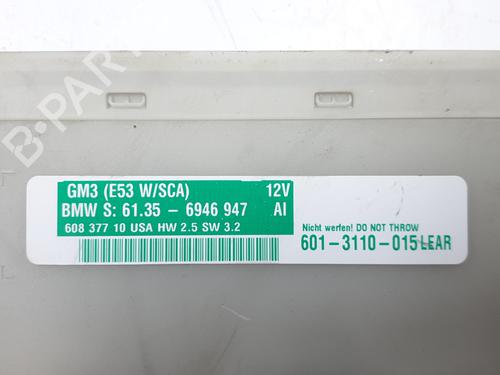 B-PARTS
GM3 (E53 W/SCA) 12V
BMW S: 61.35 - 6946 947 AI
608 377 10 USA HW 2.5 SW 3.2
Nicht werfen! DO NOT THROW
601-3110-015 LEAR